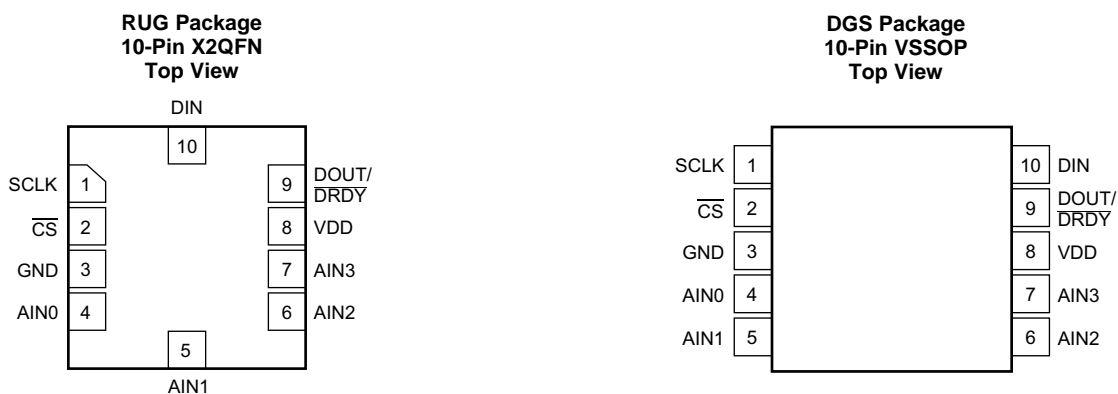 RUG Package
10-Pin X2QFN
Top View
DIN
10
SCLK 1
9 DOUT/
DRDY
CS 2
8 VDD
GND 3
7 AIN3
AIN0 4
6 AIN2
5
AIN1
DGS Package
10-Pin VSSOP
Top View
SCLK 1
10 DIN
CS 2
9 DOUT/
DRDY
GND 3
8 VDD
AIN0 4
7 AIN3
AIN1 5
6 AIN2